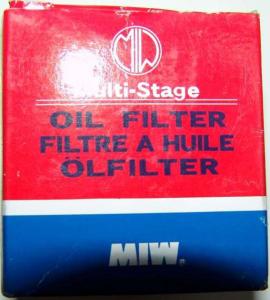 MIW
Multi-Stage
OIL FILTER
FILTRE A HUILE
ÖLFILTER
MIW®